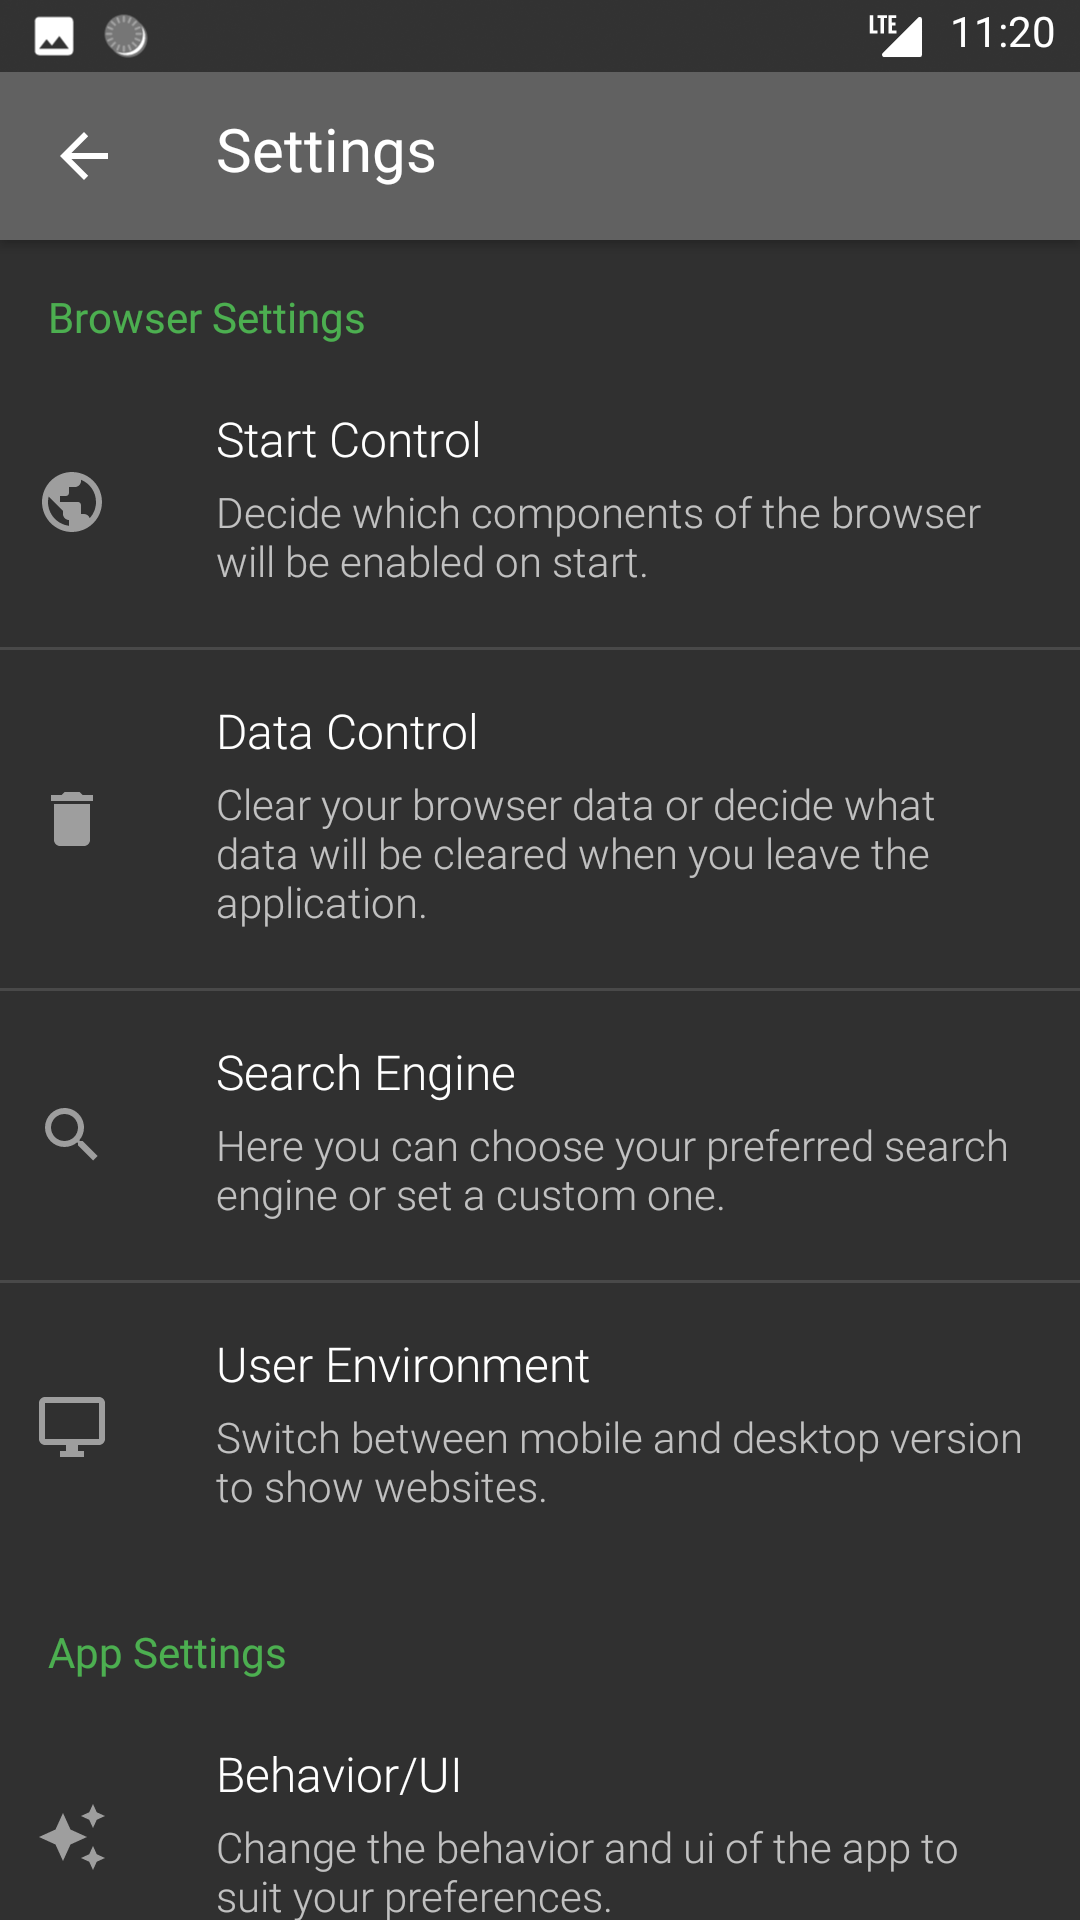 LTE 11:20
Settings
Browser Settings
Start Control
Decide which components of the browser
will be enabled on start.
Data Control
Clear your browser data or decide what
data will be cleared when you leave the
application.
Search Engine
Here you can choose your preferred search
engine or set a custom one.
User Environment
Switch between mobile and desktop version
to show websites.
App Settings
Behavior/UI
Change the behavior and ui of the app to
suit your preferences.